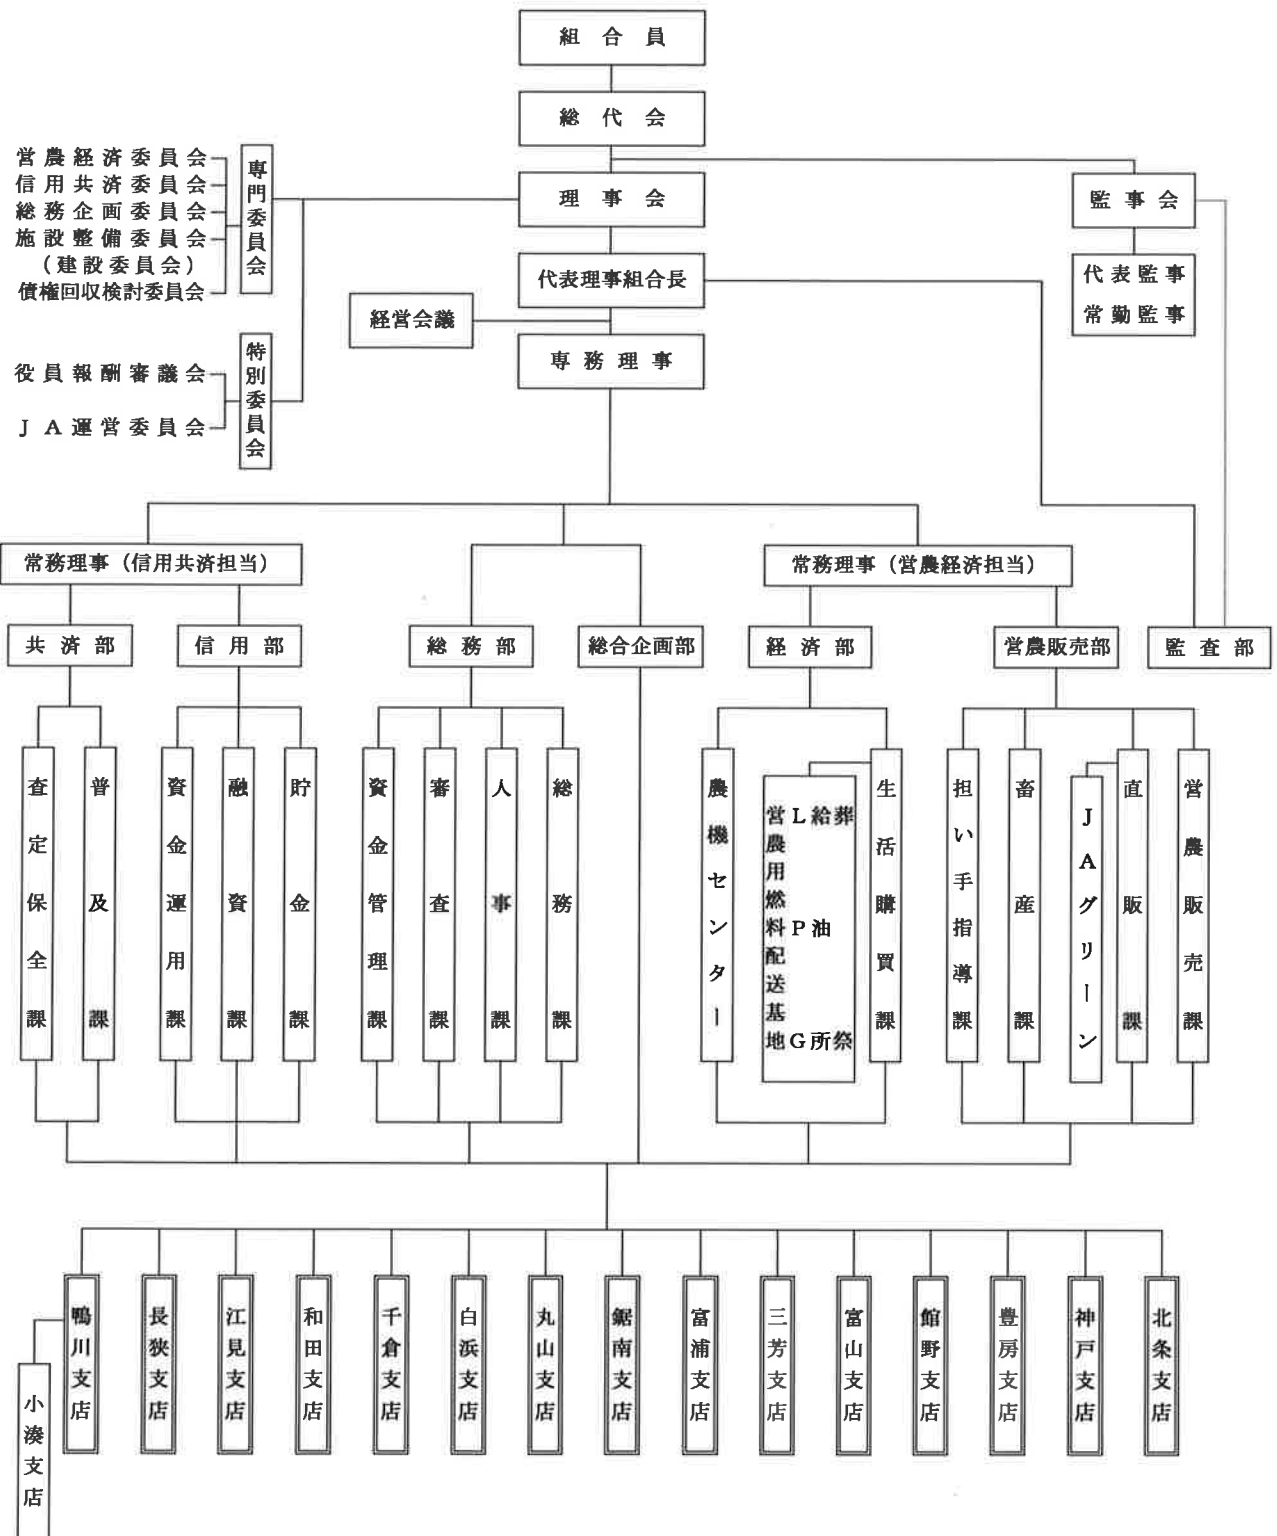 組合員
総代会
理事会
監事会
代表監事
常勤監事
専門委員会
営農経済委員会
信用共済委員会
総務企画委員会
施設整備委員会
(建設委員会)
債権回収検討委員会
代表理事組合長
経営会議
専務理事
特別委員会
役員報酬審議会
JA運営委員会
常務理事(信用共済担当)
常務理事(営農経済担当)
共済部
信用部
総務部
総合企画部
経済部
営農販売部
監査部
査定保全課
普及課
資金運用課
融資課
貯金課
資金管理課
審査課
人事課
総務課
農機センター
営農用燃料配送基地
LPG
給油所
葬祭
生活購買課
担い手指導課
畜産課
JAグリーン
直販課
営農販売課
鴨川支店
長狭支店
江見支店
和田支店
千倉支店
白浜支店
丸山支店
鋸南支店
富浦支店
三芳支店
富山支店
館野支店
豊房支店
神戸支店
北条支店
小湊支店